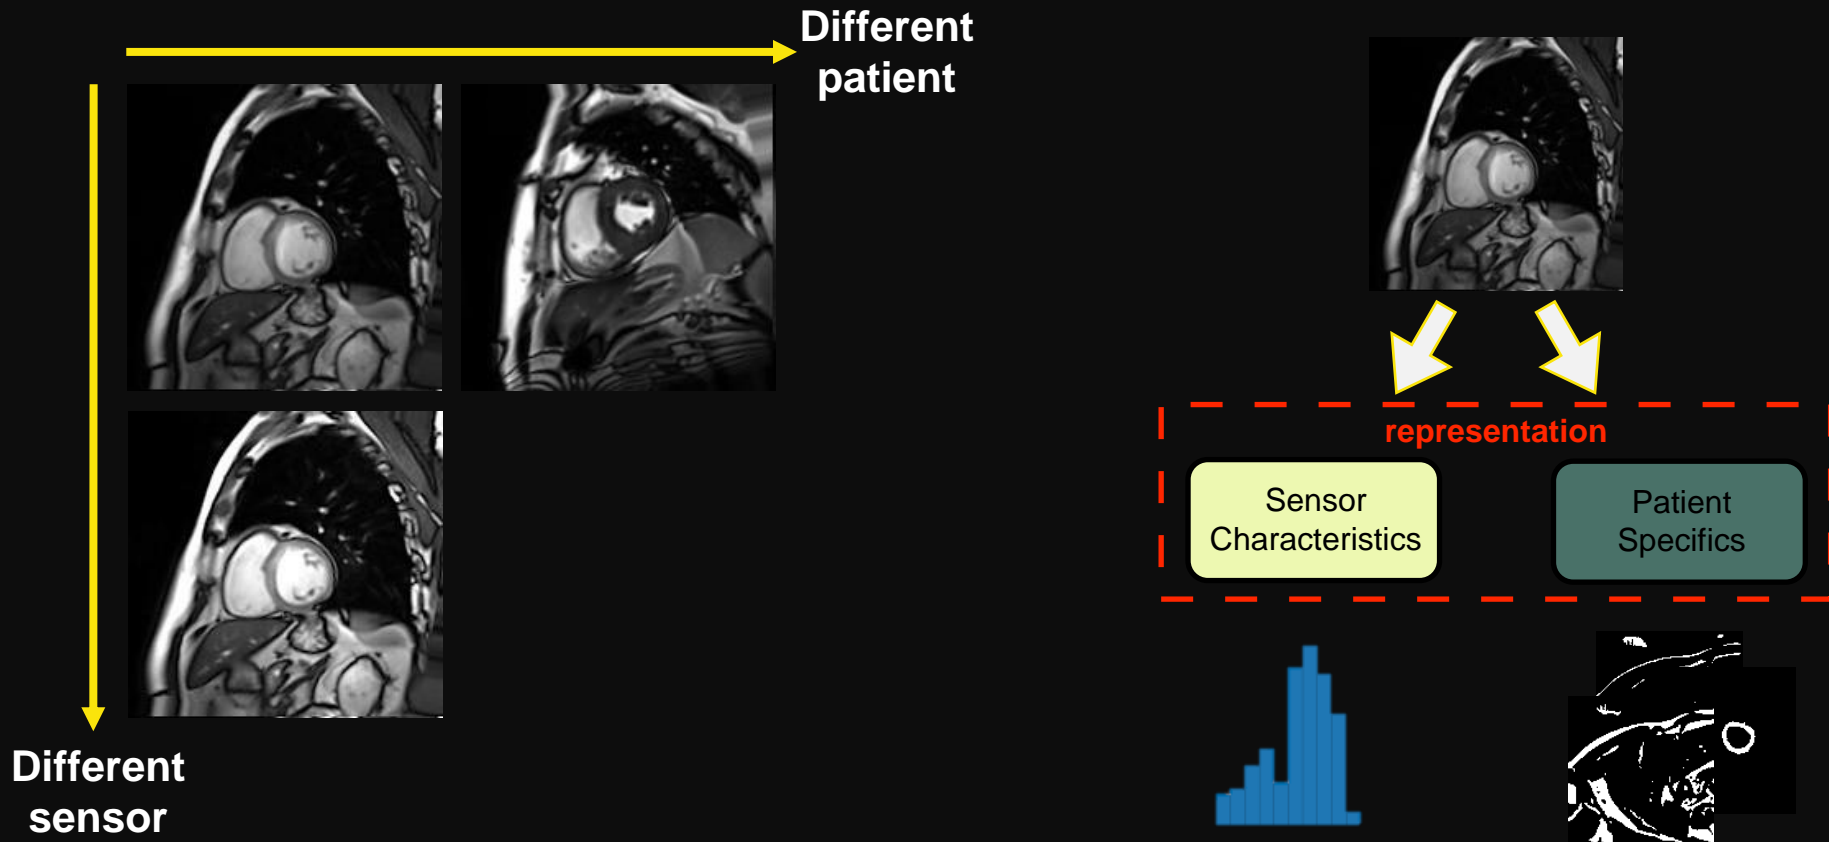 Different
patient
Different
sensor
representation
Sensor
Characteristics
Patient
Specifics